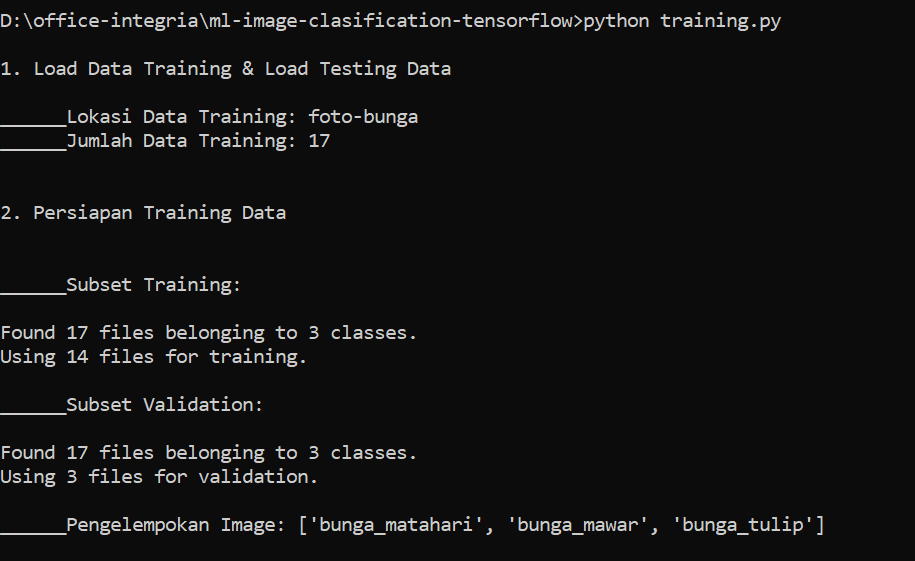 D:\office-integria\ml-image-clasification-tensorflow>python training.py
1. Load Data Training & Load Testing Data
______Lokasi Data Training: foto-bunga
______Jumlah Data Training: 17
2. Persiapan Training Data
______Subset Training:
Found 17 files belonging to 3 classes.
Using 14 files for training.
______Subset Validation:
Found 17 files belonging to 3 classes.
Using 3 files for validation.
______Pengelempokan Image: ['bunga_matahari', 'bunga_mawar', 'bunga_tulip']